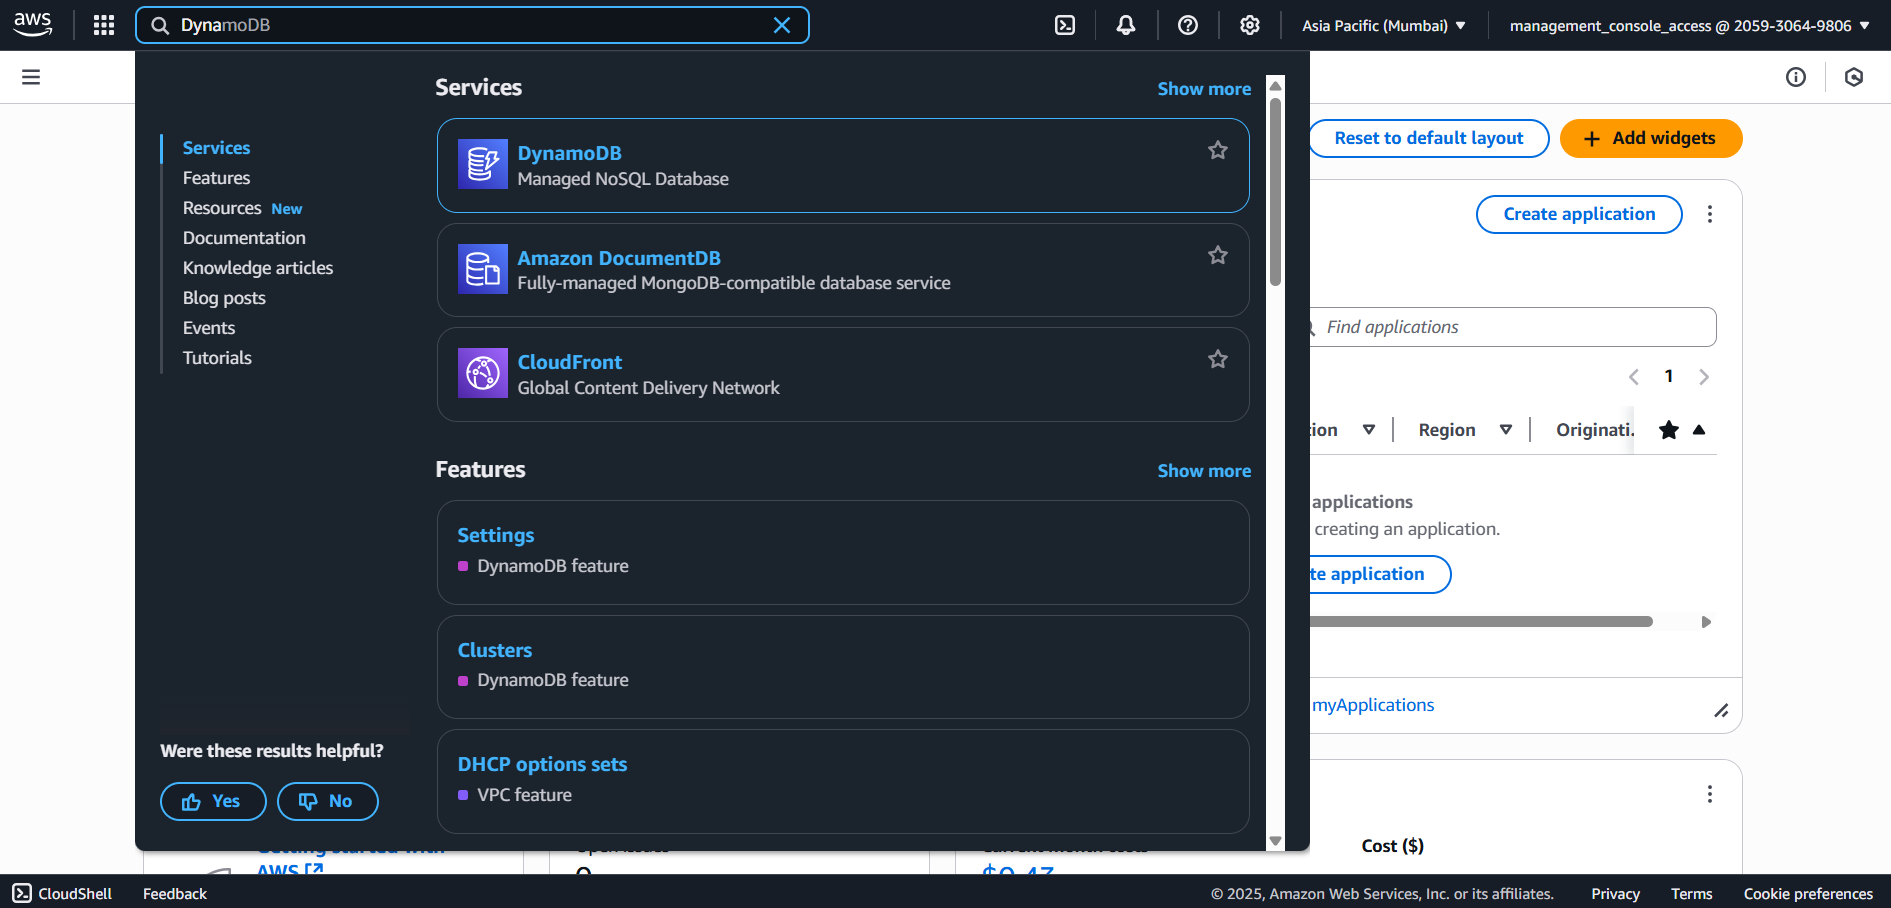 aws
DynamoDB
Asia Pacific (Mumbai)
management_console_access @ 2059-3064-9806
Services
Features
Resources New
Documentation
Knowledge articles
Blog posts
Events
Tutorials
Were these results helpful?
Yes
No
Services
Show more
DynamoDB
Managed NoSQL Database
Amazon DocumentDB
Fully-managed MongoDB-compatible database service
CloudFront
Global Content Delivery Network
Features
Show more
Settings
DynamoDB feature
Clusters
DynamoDB feature
DHCP options sets
VPC feature
Reset to default layout
Add widgets
Create application
Find applications
1
Region
Originati.
applications
creating an application.
application
myApplications
Cost ($)
AWS
CloudShell
Feedback
© 2025, Amazon Web Services, Inc. or its affiliates.
Privacy
Terms
Cookie preferences